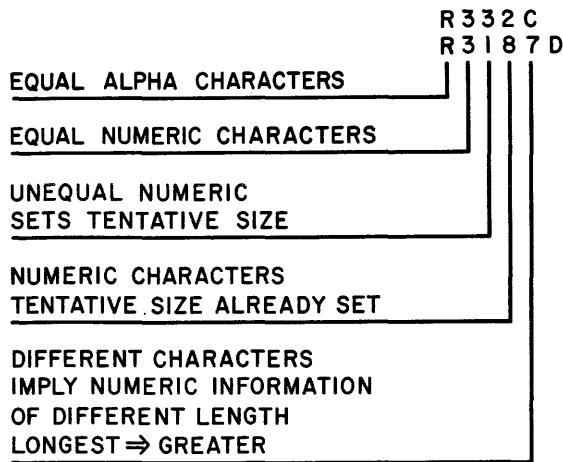 R332C
R3187D
EQUAL ALPHA CHARACTERS
EQUAL NUMERIC CHARACTERS
UNEQUAL NUMERIC
SETS TENTATIVE SIZE
NUMERIC CHARACTERS
TENTATIVE SIZE ALREADY SET
DIFFERENT CHARACTERS
IMPLY NUMERIC INFORMATION
OF DIFFERENT LENGTH
LONGEST ⇒ GREATER